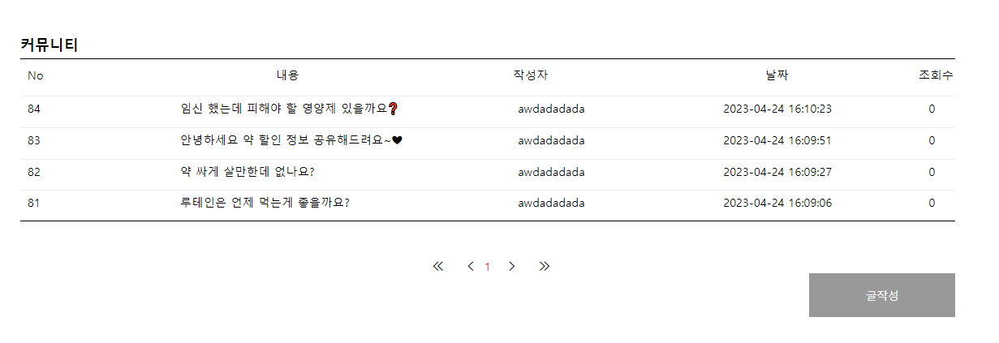 커뮤니티
No 내용 작성자 날짜 조회수
84 임신 했는데 피해야 할 영양제 있을까요❓ awdadadada 2023-04-24 16:10:23 0
83 안녕하세요 약 할인 정보 공유해드려요~♥ awdadadada 2023-04-24 16:09:51 0
82 약 싸게 살만한데 없나요? awdadadada 2023-04-24 16:09:27 0
81 루테인은 언제 먹는게 좋을까요? awdadadada 2023-04-24 16:09:06 0
« < 1 > »
글작성